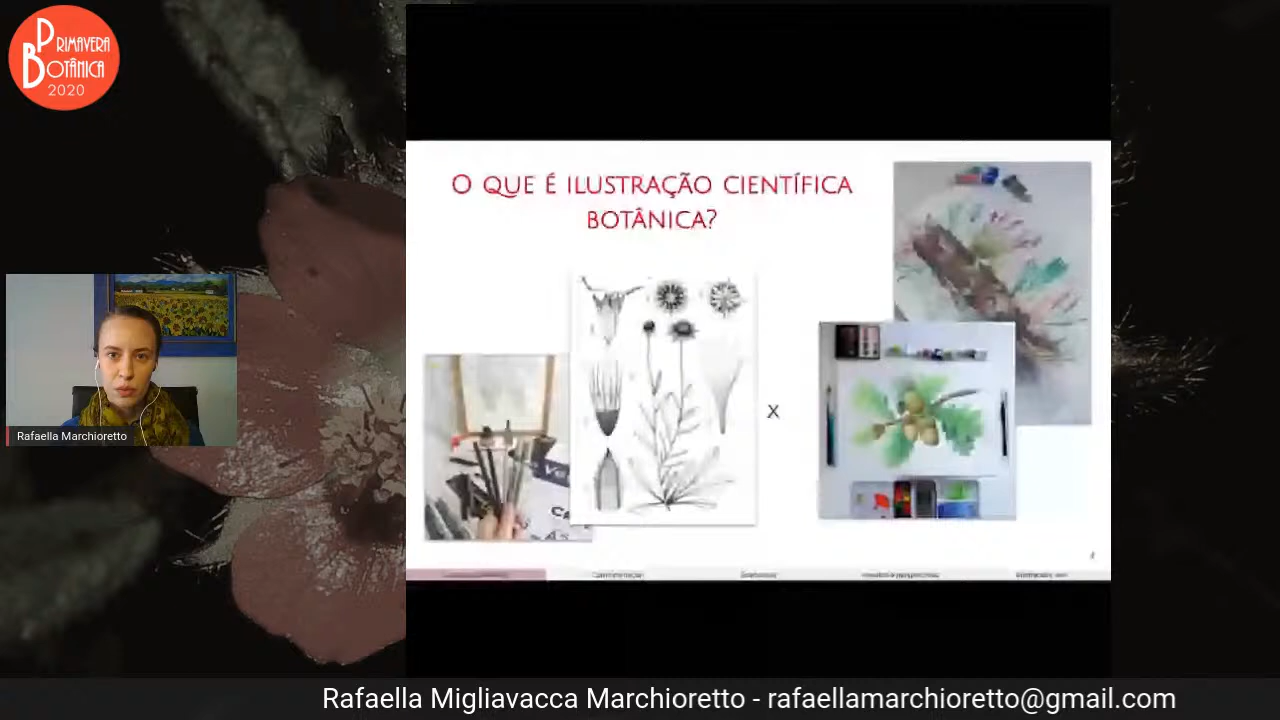 PRIMAVERA
BOTÂNICA
2020
O QUE É ILUSTRAÇÃO CIENTÍFICA
BOTÂNICA?
X
Rafaella Marchioretto
Rafaella Migliavacca Marchioretto - rafaellamarchioretto@gmail.com